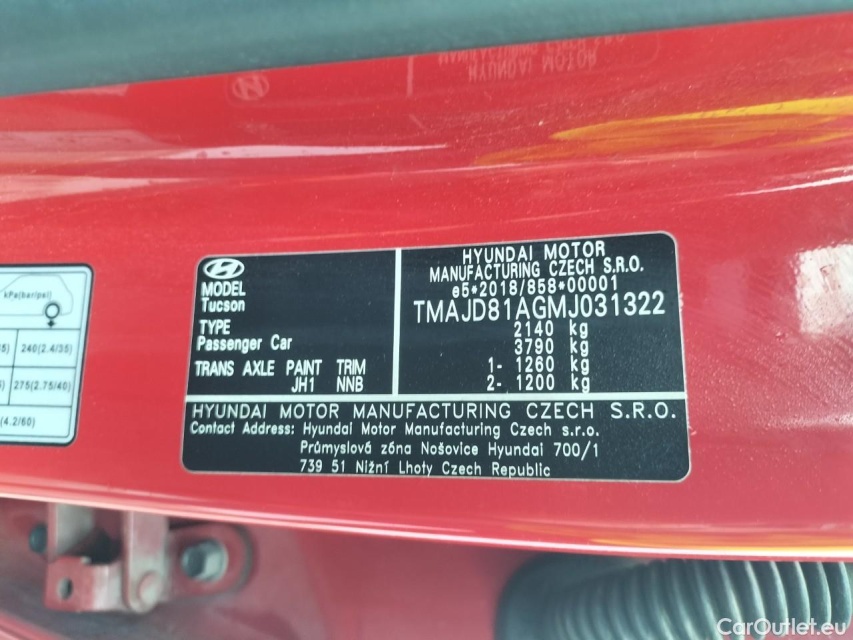 kPa(bar/psi)
240(2.4/35)
275(2.75/40)
(4.2/60)
HYUNDAI MOTOR
MANUFACTURING CZECH S.R.O.
e5*2018/858*00001
TMAJD81AGMJ031322
2140 kg
3790 kg
1- 1260 kg
2- 1200 kg
MODEL
Tucson
TYPE
Passenger Car
TRANS AXLE PAINT TRIM
JH1 NNB
HYUNDAI MOTOR MANUFACTURING CZECH S.R.O.
Contact Address: Hyundai Motor Manufacturing Czech s.r.o.
Průmyslová zóna Nošovice Hyundai 700/1
739 51 Nižní Lhoty Czech Republic
CarOutlet.eu